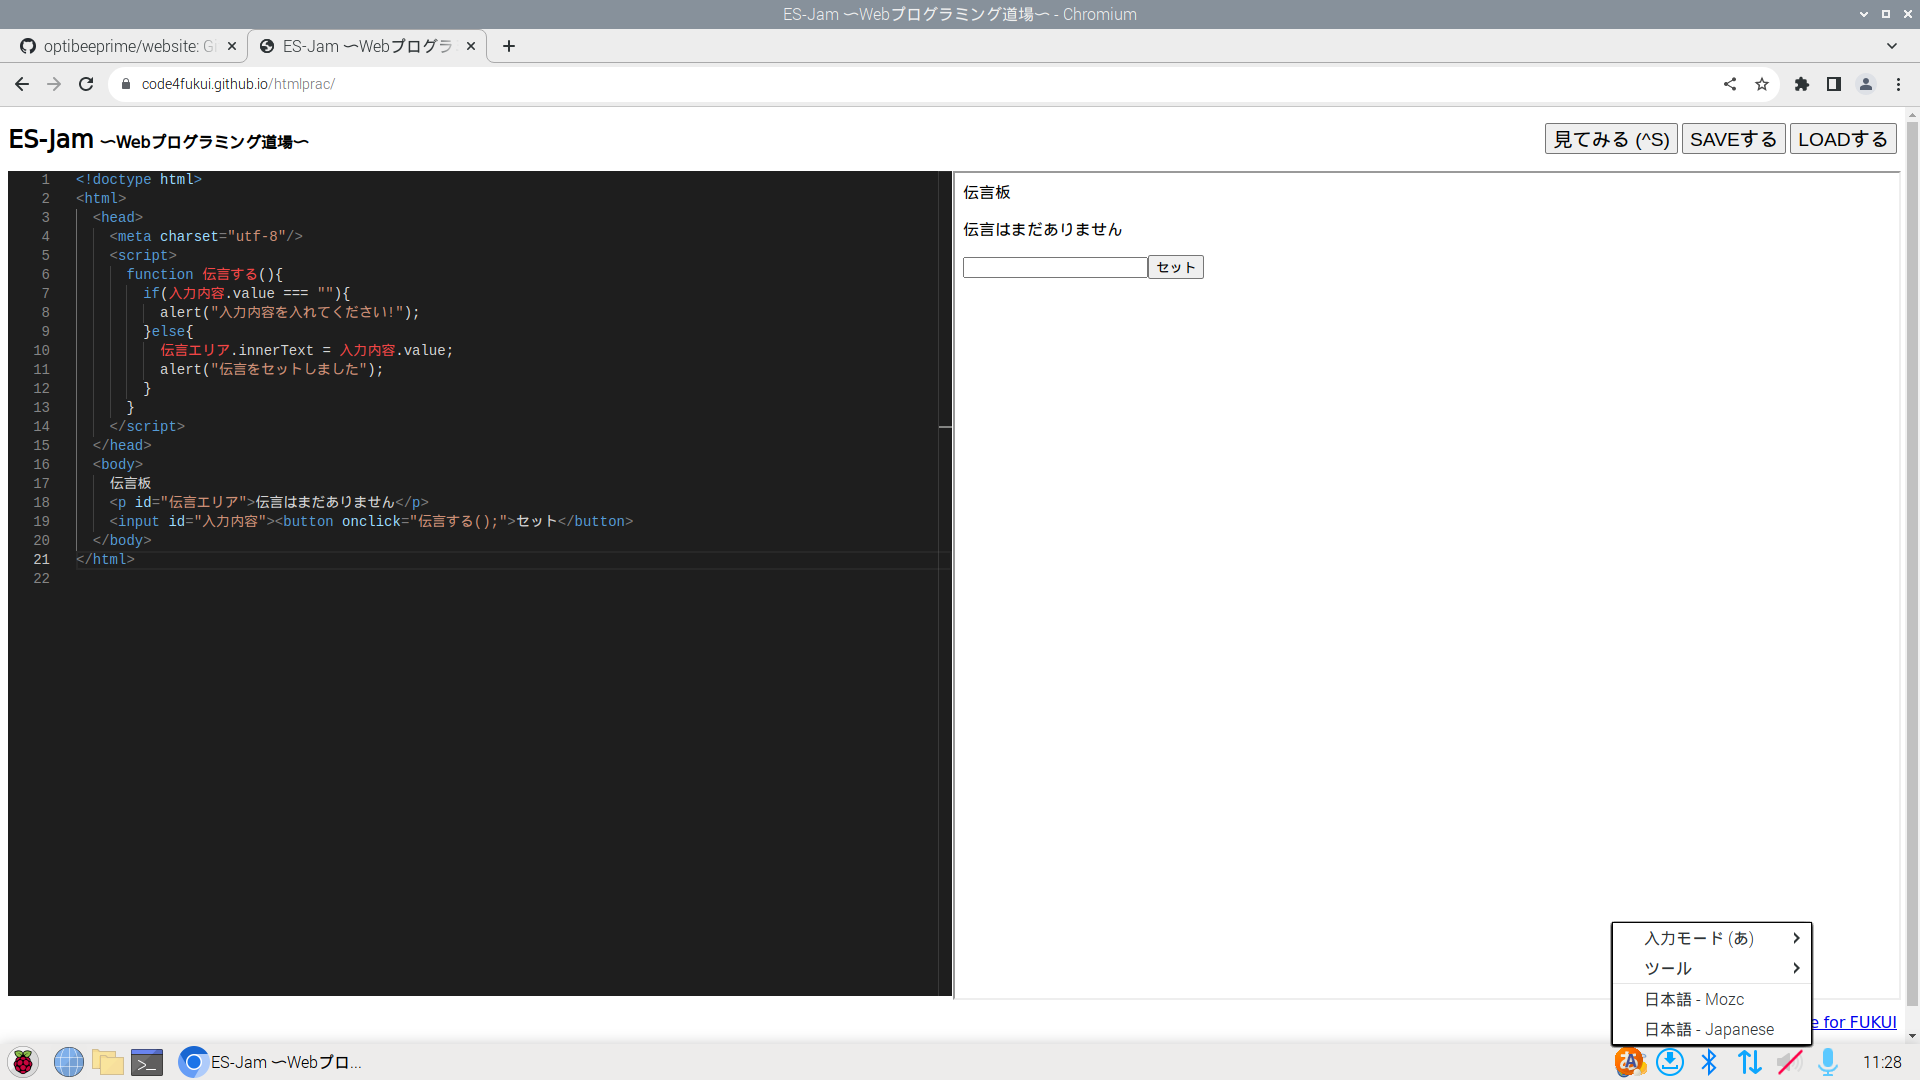 ES-Jam 〜Webプログラミング道場〜 - Chromium
optibeeprime/website: Gi
ES-Jam 〜Webプログラ
code4fukui.github.io/htmlprac/
ES-Jam 〜Webプログラミング道場〜
見てみる (^S)
SAVEする
LOADする
1 <!doctype html>
2 <html>
3 <head>
4 <meta charset="utf-8"/>
5 <script>
6 function 伝言する(){
7 if(入力内容.value === ""){
8 alert("入力内容を入れてください!");
9 }else{
10 伝言エリア.innerText = 入力内容.value;
11 alert("伝言をセットしました");
12 }
13 }
14 </script>
15 </head>
16 <body>
17 伝言板
18 <p id="伝言エリア">伝言はまだありません</p>
19 <input id="入力内容"><button onclick="伝言する();">セット</button>
20 </body>
21 </html>
22
伝言板
伝言はまだありません
セット
入力モード (あ)
ツール
日本語 - Mozc
日本語 - Japanese
e for FUKUI
ES-Jam 〜Webプロ...
A
11:28